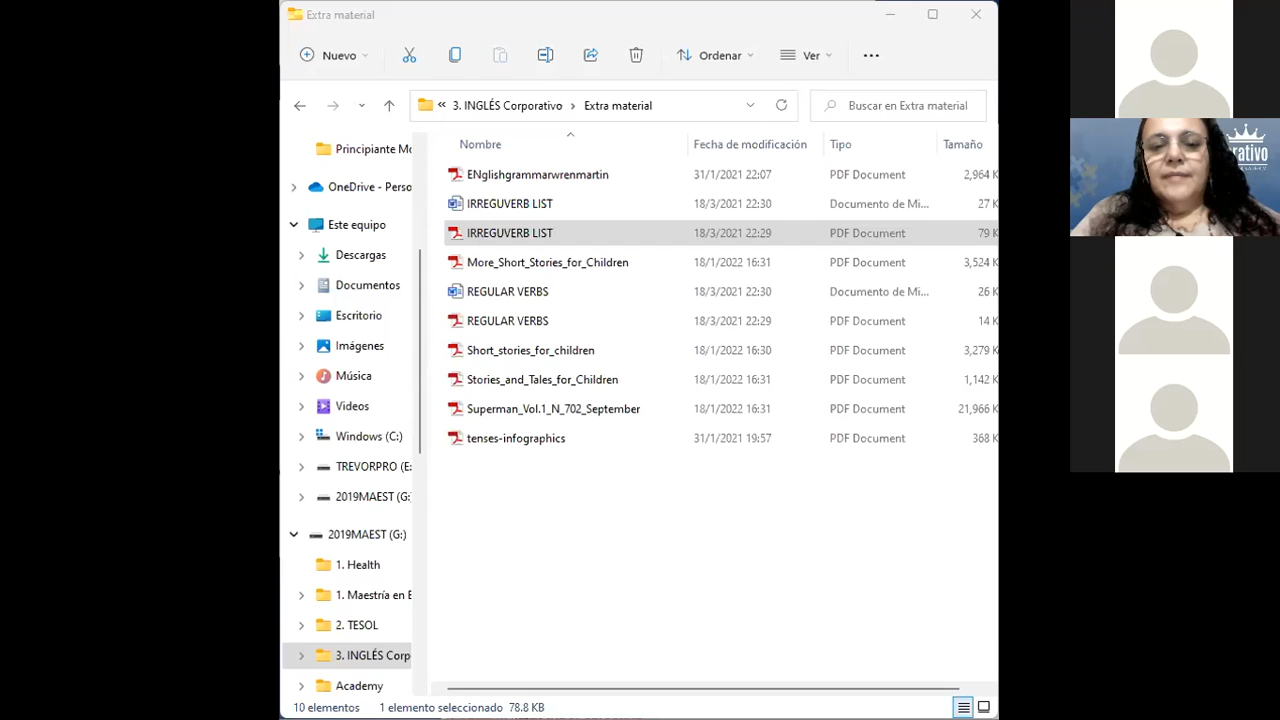 Extra material
Nuevo
Ordenar
Ver
« 3. INGLÉS Corporativo > Extra material
Buscar en Extra material
Nombre Fecha de modificación Tipo Tamaño
ENglishgrammarwrenmartin 31/1/2021 22:07 PDF Document 2,964 K
IRREGUVERB LIST 18/3/2021 22:30 Documento de Mi... 27 K
IRREGUVERB LIST 18/3/2021 22:29 PDF Document 79 K
More_Short_Stories_for_Children 18/1/2022 16:31 PDF Document 3,524 K
REGULAR VERBS 18/3/2021 22:30 Documento de Mi... 26 K
REGULAR VERBS 18/3/2021 22:29 PDF Document 14 K
Short_stories_for_children 18/1/2022 16:30 PDF Document 3,279 K
Stories_and_Tales_for_Children 18/1/2022 16:31 PDF Document 1,142 K
Superman_Vol.1_N_702_September 18/1/2022 16:31 PDF Document 21,966 K
tenses-infographics 31/1/2021 19:57 PDF Document 368 K
Principiante Mo
OneDrive - Perso
Este equipo
Descargas
Documentos
Escritorio
Imágenes
Música
Videos
Windows (C:)
TREVORPRO (E:
2019MAEST (G:
2019MAEST (G:)
1. Health
1. Maestría en E
2. TESOL
3. INGLÉS Corp
Academy
10 elementos 1 elemento seleccionado 78.8 KB
rativo